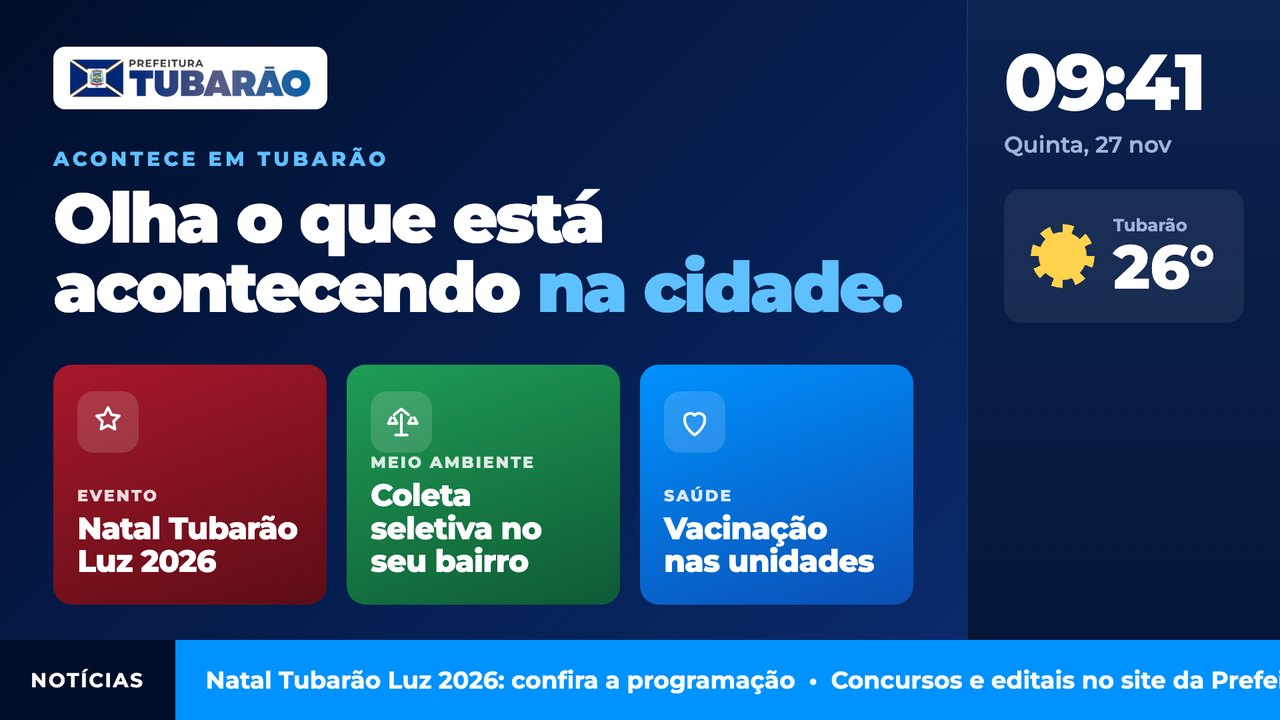 PREFEITURA
TUBARÃO
ACONTECE EM TUBARÃO
Olha o que está
acontecendo na cidade.
EVENTO
Natal Tubarão
Luz 2026
MEIO AMBIENTE
Coleta
seletiva no
seu bairro
SAÚDE
Vacinação
nas unidades
09:41
Quinta, 27 nov
Tubarão
26°
NOTÍCIAS
Natal Tubarão Luz 2026: confira a programação • Concursos e editais no site da Prefei